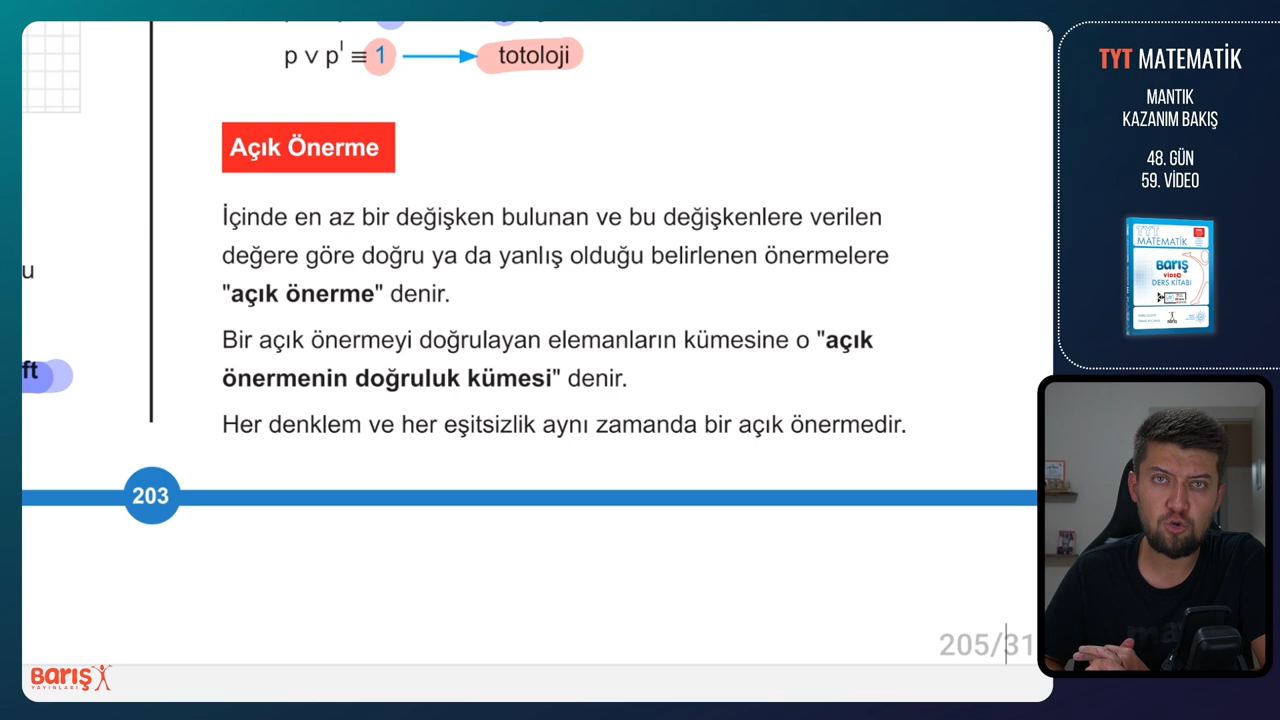 p ∨ pˡ ≡ 1 → totoloji
Açık Önerme
İçinde en az bir değişken bulunan ve bu değişkenlere verilen
değere göre doğru ya da yanlış olduğu belirlenen önermelere
"açık önerme" denir.
Bir açık önermeyi doğrulayan elemanların kümesine o "açık
önermenin doğruluk kümesi" denir.
Her denklem ve her eşitsizlik aynı zamanda bir açık önermedir.
u
ft
203
205/31
BARIŞ
YAYINLARI
TYT MATEMATİK
MANTIK
KAZANIM BAKIŞ
48. GÜN
59. VİDEO
TYT
MATEMATİK
BARIŞ
VİDEO
DERS KİTABI